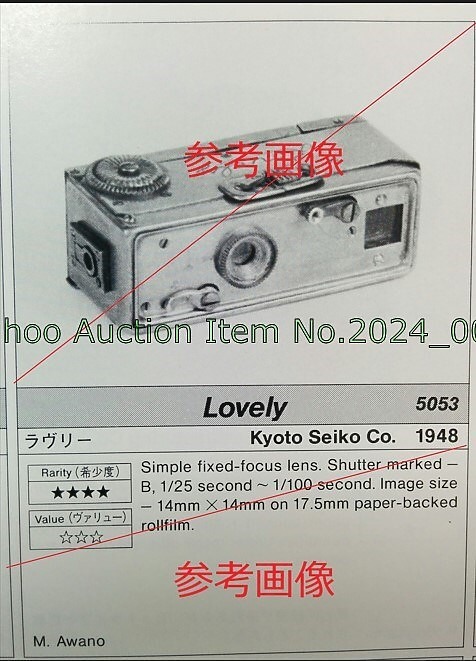 参考画像
hoo Auction Item No.2024_00
Lovely 5053
ラヴリー Kyoto Seiko Co. 1948
Rarity (希少度)
★★★★
Value (ヴァリュー)
☆☆☆
Simple fixed-focus lens. Shutter marked –
B, 1/25 second ~ 1/100 second. Image size
– 14mm × 14mm on 17.5mm paper-backed
rollfilm.
参考画像
M. Awano